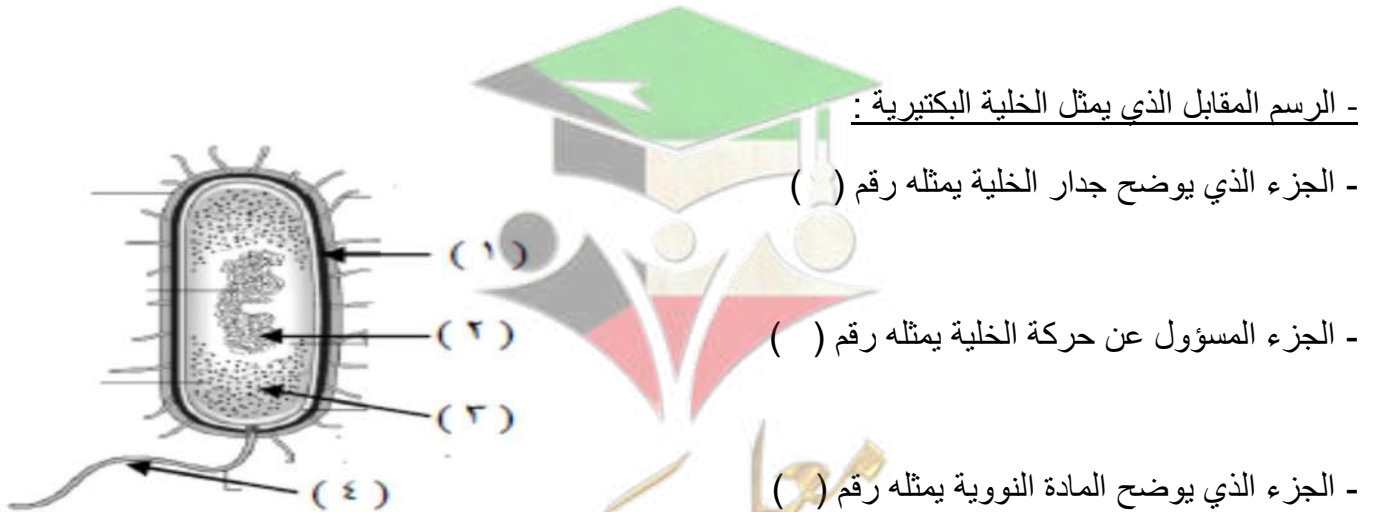 - الرسم المقابل الذي يمثل الخلية البكتيرية :
- الجزء الذي يوضح جدار الخلية يمثله رقم (   )
- الجزء المسؤول عن حركة الخلية يمثله رقم (   )
- الجزء الذي يوضح المادة النووية يمثله رقم (   )
( ١ )
( ٢ )
( ٣ )
( ٤ )